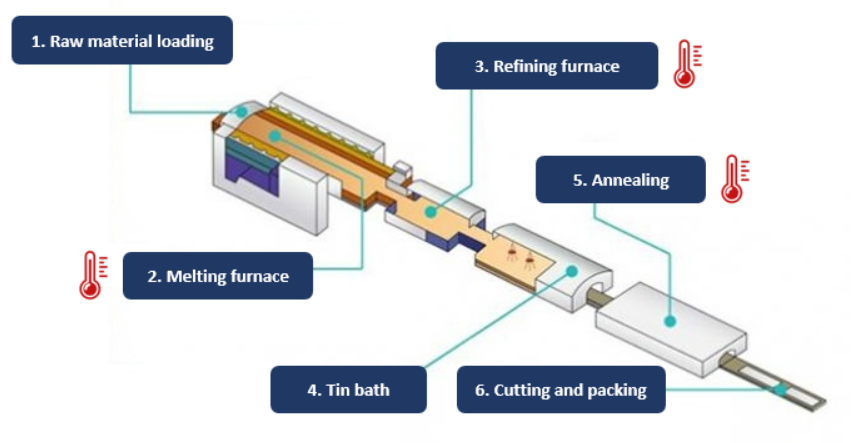 1. Raw material loading
2. Melting furnace
3. Refining furnace
4. Tin bath
5. Annealing
6. Cutting and packing